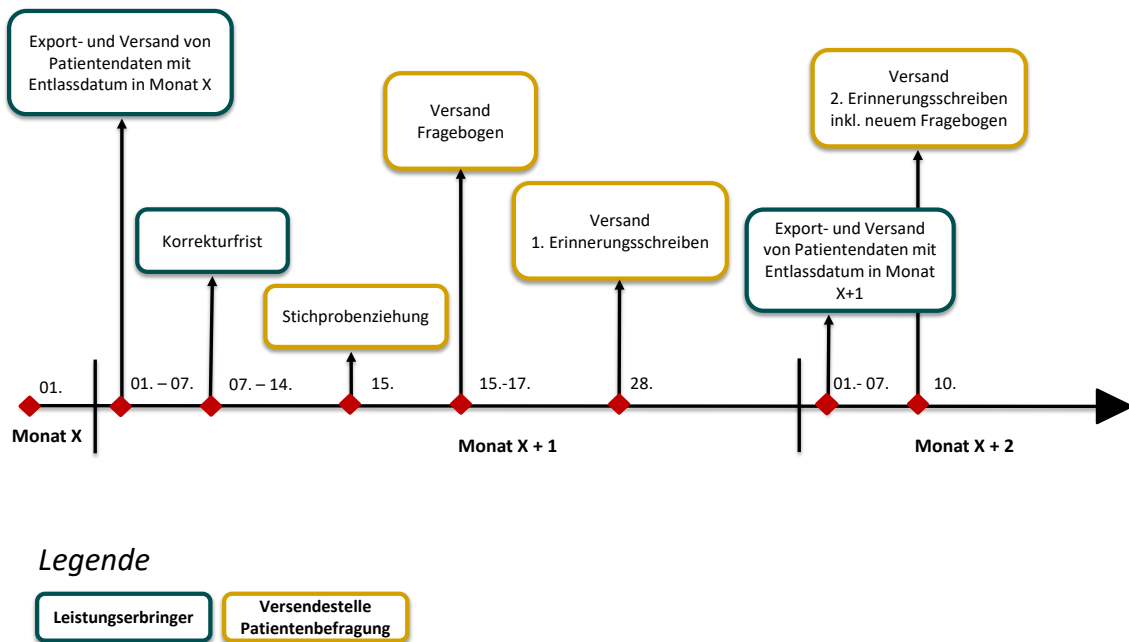 Export- und Versand von
Patientendaten mit
Entlassdatum in Monat X
Versand
Fragebogen
Versand
2. Erinnerungsschreiben
inkl. neuem Fragebogen
Korrekturfrist
Versand
1. Erinnerungsschreiben
Export- und Versand
von Patientendaten mit
Entlassdatum in Monat
X+1
Stichprobenziehung
01.
01. – 07.
07. – 14.
15.
15.-17.
28.
01.- 07.
10.
Monat X
Monat X + 1
Monat X + 2
Legende
Leistungserbringer
Versendestelle
Patientenbefragung